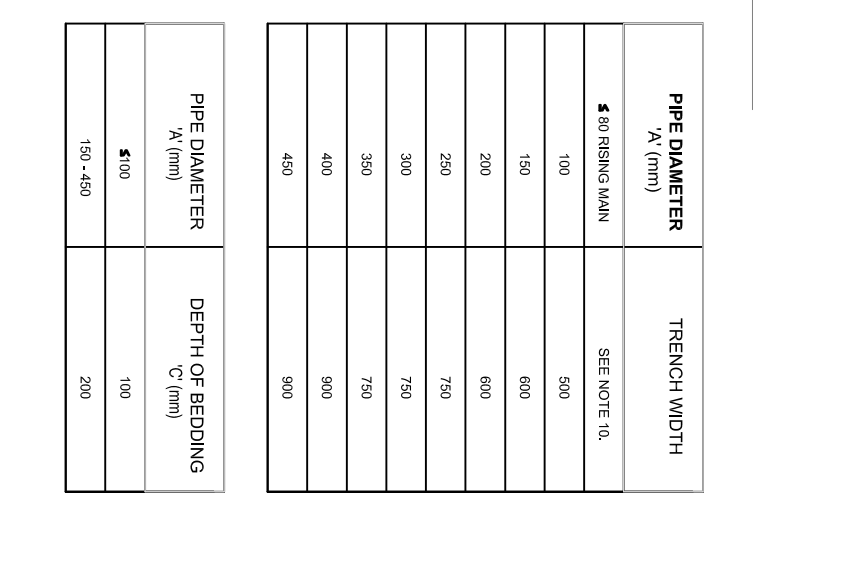 PIPE DIAMETER
'A' (mm)
TRENCH WIDTH
≤ 80 RISING MAIN
SEE NOTE 10.
100
500
150
600
200
600
250
750
300
750
350
750
400
900
450
900
PIPE DIAMETER
'A' (mm)
DEPTH OF BEDDING
'C' (mm)
≤100
100
150 - 450
200